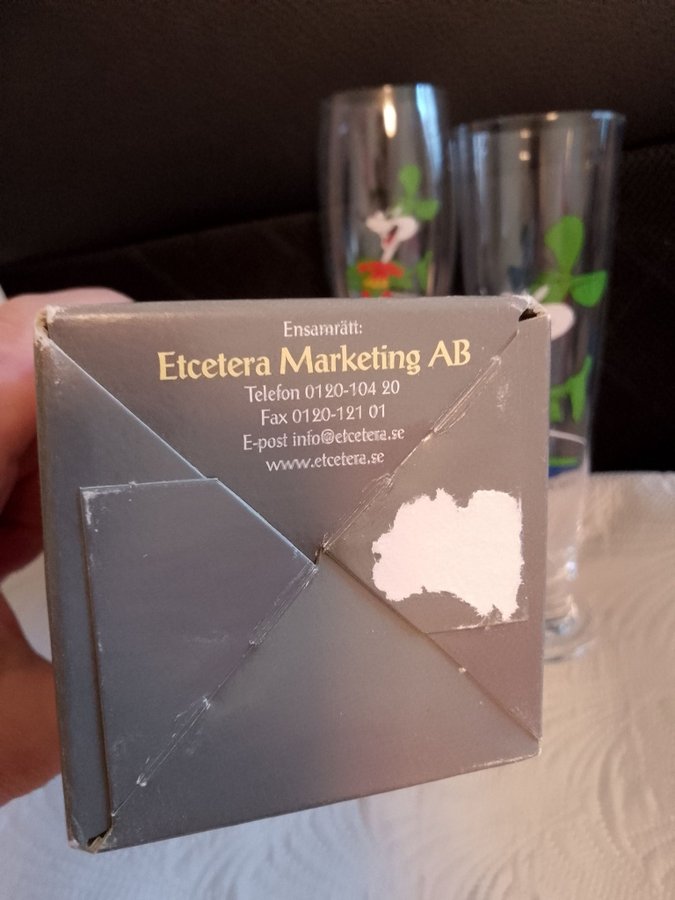 Ensamrätt:
Etcetera Marketing AB
Telefon 0120-104 20
Fax 0120-121 01
E-post info@etcetera.se
www.etcetera.se